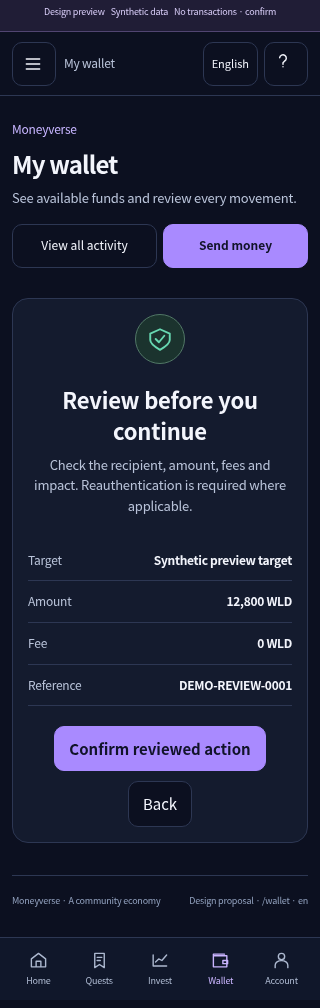 Design preview Synthetic data No transactions · confirm
My wallet
English
?
Moneyverse
My wallet
See available funds and review every movement.
View all activity
Send money
Review before you
continue
Check the recipient, amount, fees and
impact. Reauthentication is required where
applicable.
Target Synthetic preview target
Amount 12,800 WLD
Fee 0 WLD
Reference DEMO-REVIEW-0001
Confirm reviewed action
Back
Moneyverse · A community economy Design proposal · /wallet · en
Home Quests Invest Wallet Account